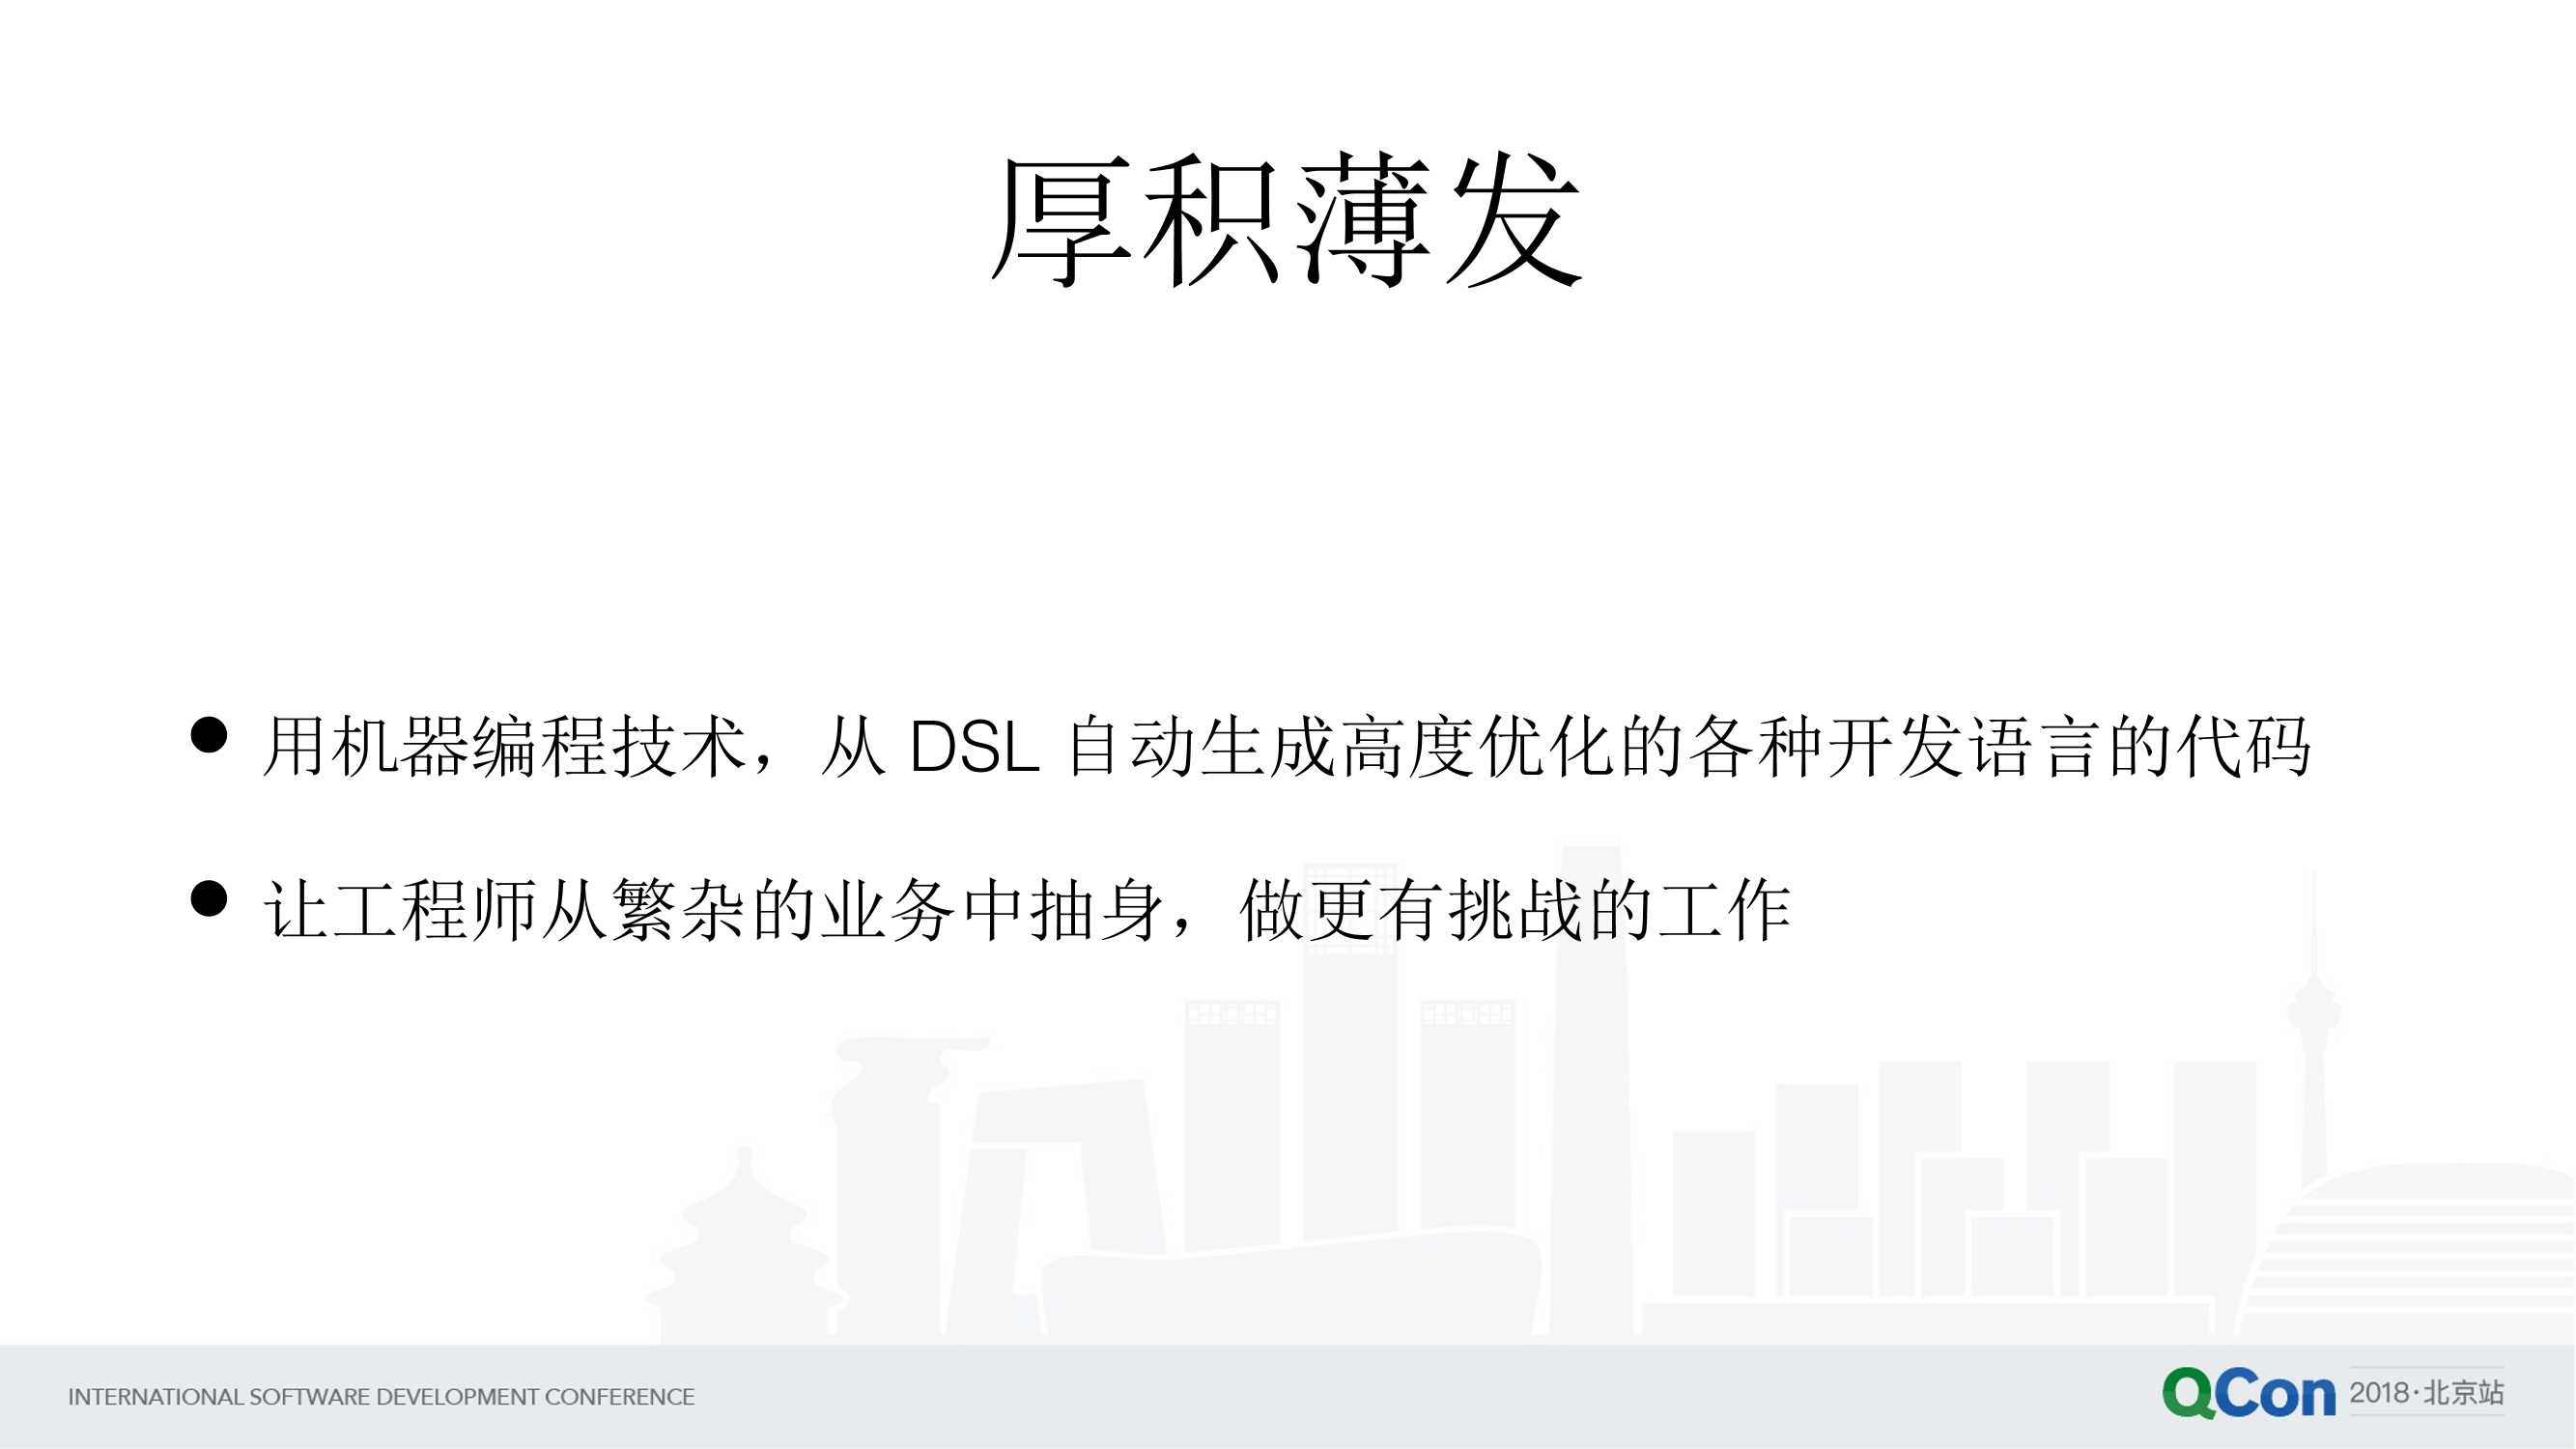 厚积薄发
● 用机器编程技术，从 DSL 自动生成高度优化的各种开发语言的代码
● 让工程师从繁杂的业务中抽身，做更有挑战的工作
INTERNATIONAL SOFTWARE DEVELOPMENT CONFERENCE
QCon 2018·北京站